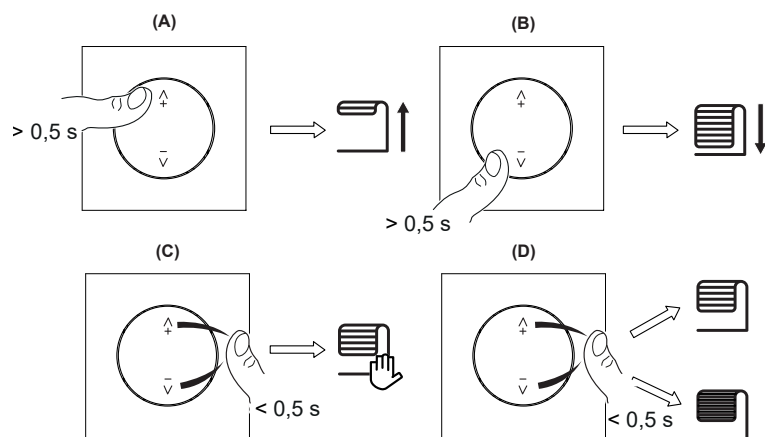 (A)
> 0,5 s
+
−
(B)
> 0,5 s
+
−
(C)
< 0,5 s
+
−
(D)
< 0,5 s
+
−